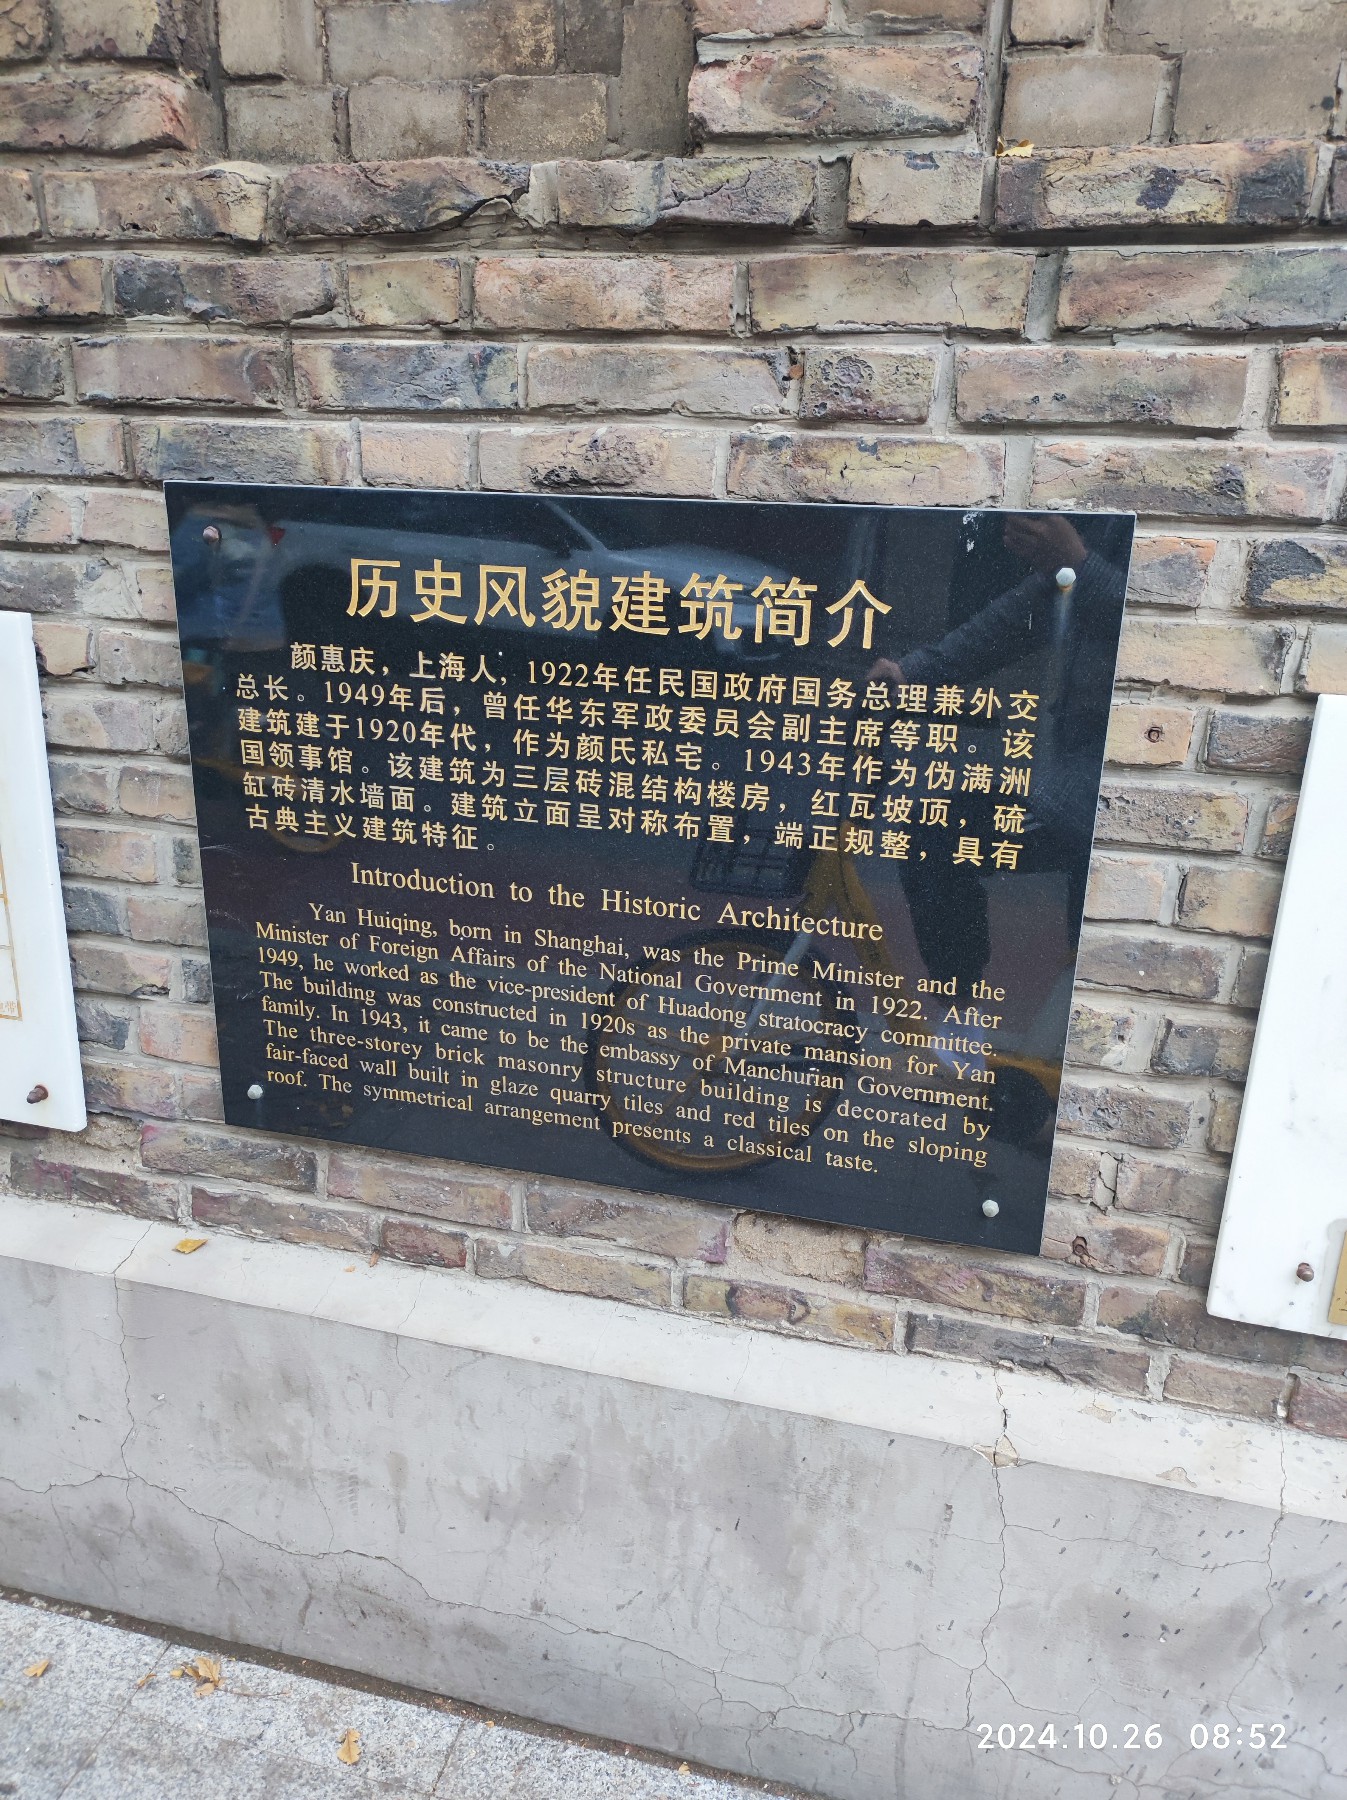 历史风貌建筑简介
颜惠庆，上海人，1922年任民国政府国务总理兼外交
总长。1949年后，曾任华东军政委员会副主席等职。该
建筑建于1920年代，作为颜氏私宅。1943年作为伪满洲
国领事馆。该建筑为三层砖混结构楼房，红瓦坡顶，硫
缸砖清水墙面。建筑立面呈对称布置，端正规整，具有
古典主义建筑特征。
Introduction to the Historic Architecture
Yan Huiqing, born in Shanghai, was the Prime Minister and the
Minister of Foreign Affairs of the National Government in 1922. After
1949, he worked as the vice-president of Huadong stratocracy committee.
The building was constructed in 1920s as the private mansion for Yan
family. In 1943, it came to be the embassy of Manchurian Government.
The three-storey brick masonry structure building is decorated by
fair-faced wall built in glaze quarry tiles and red tiles on the sloping
roof. The symmetrical arrangement presents a classical taste.
2024.10.26 08:52